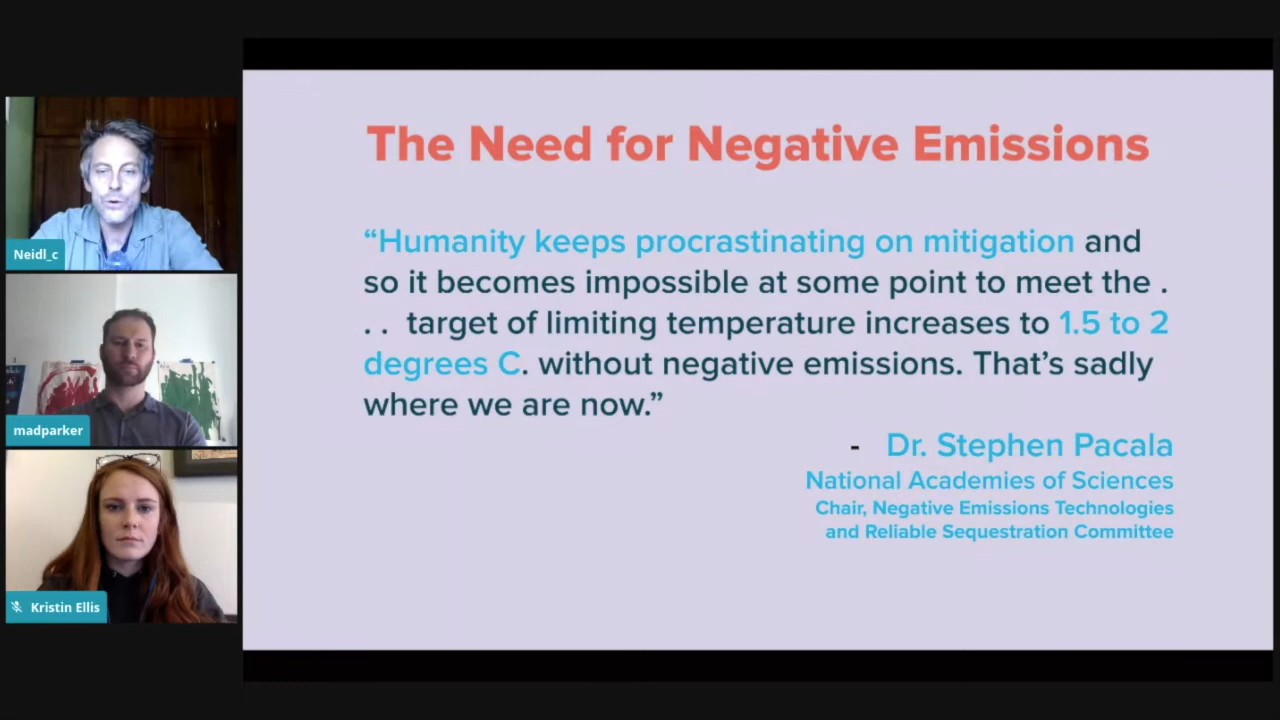 The Need for Negative Emissions
“Humanity keeps procrastinating on mitigation and
so it becomes impossible at some point to meet the .
. . target of limiting temperature increases to 1.5 to 2
degrees C. without negative emissions. That’s sadly
where we are now.”
- Dr. Stephen Pacala
National Academies of Sciences
Chair, Negative Emissions Technologies
and Reliable Sequestration Committee
Neidl_c
madparker
Kristin Ellis